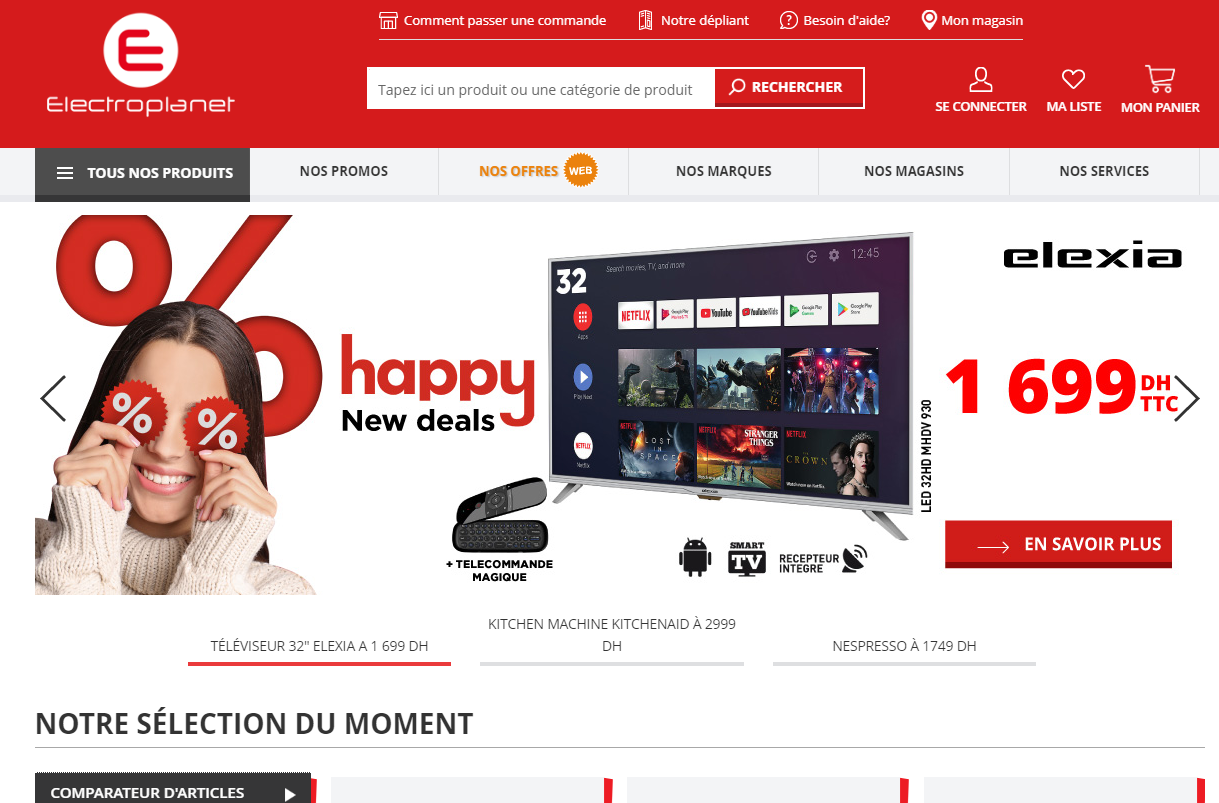 Comment passer une commande
Notre dépliant
Besoin d'aide?
Mon magasin
E
Electroplanet
Tapez ici un produit ou une catégorie de produit
RECHERCHER
SE CONNECTER
MA LISTE
MON PANIER
TOUS NOS PRODUITS
NOS PROMOS
NOS OFFRES WEB
NOS MARQUES
NOS MAGASINS
NOS SERVICES
%
% %
happy
New deals
+ TELECOMMANDE
MAGIQUE
32
Search movies, TV, and more
12:45
Apps
NETFLIX
YouTube
YouTube Kids
Google Play
Store
Play Next
NETFLIX
Netflix
NETFLIX
LOST
IN
SPACE
NETFLIX
STRANGER
THINGS
NETFLIX
CROWN
elexia
LED 32HD MHDV 930
SMART
TV
RECEPTEUR
INTEGRE
elexia
1 699 DH
TTC
EN SAVOIR PLUS
TÉLÉVISEUR 32" ELEXIA A 1 699 DH
KITCHEN MACHINE KITCHENAID À 2999
DH
NESPRESSO À 1749 DH
NOTRE SÉLECTION DU MOMENT
COMPARATEUR D'ARTICLES